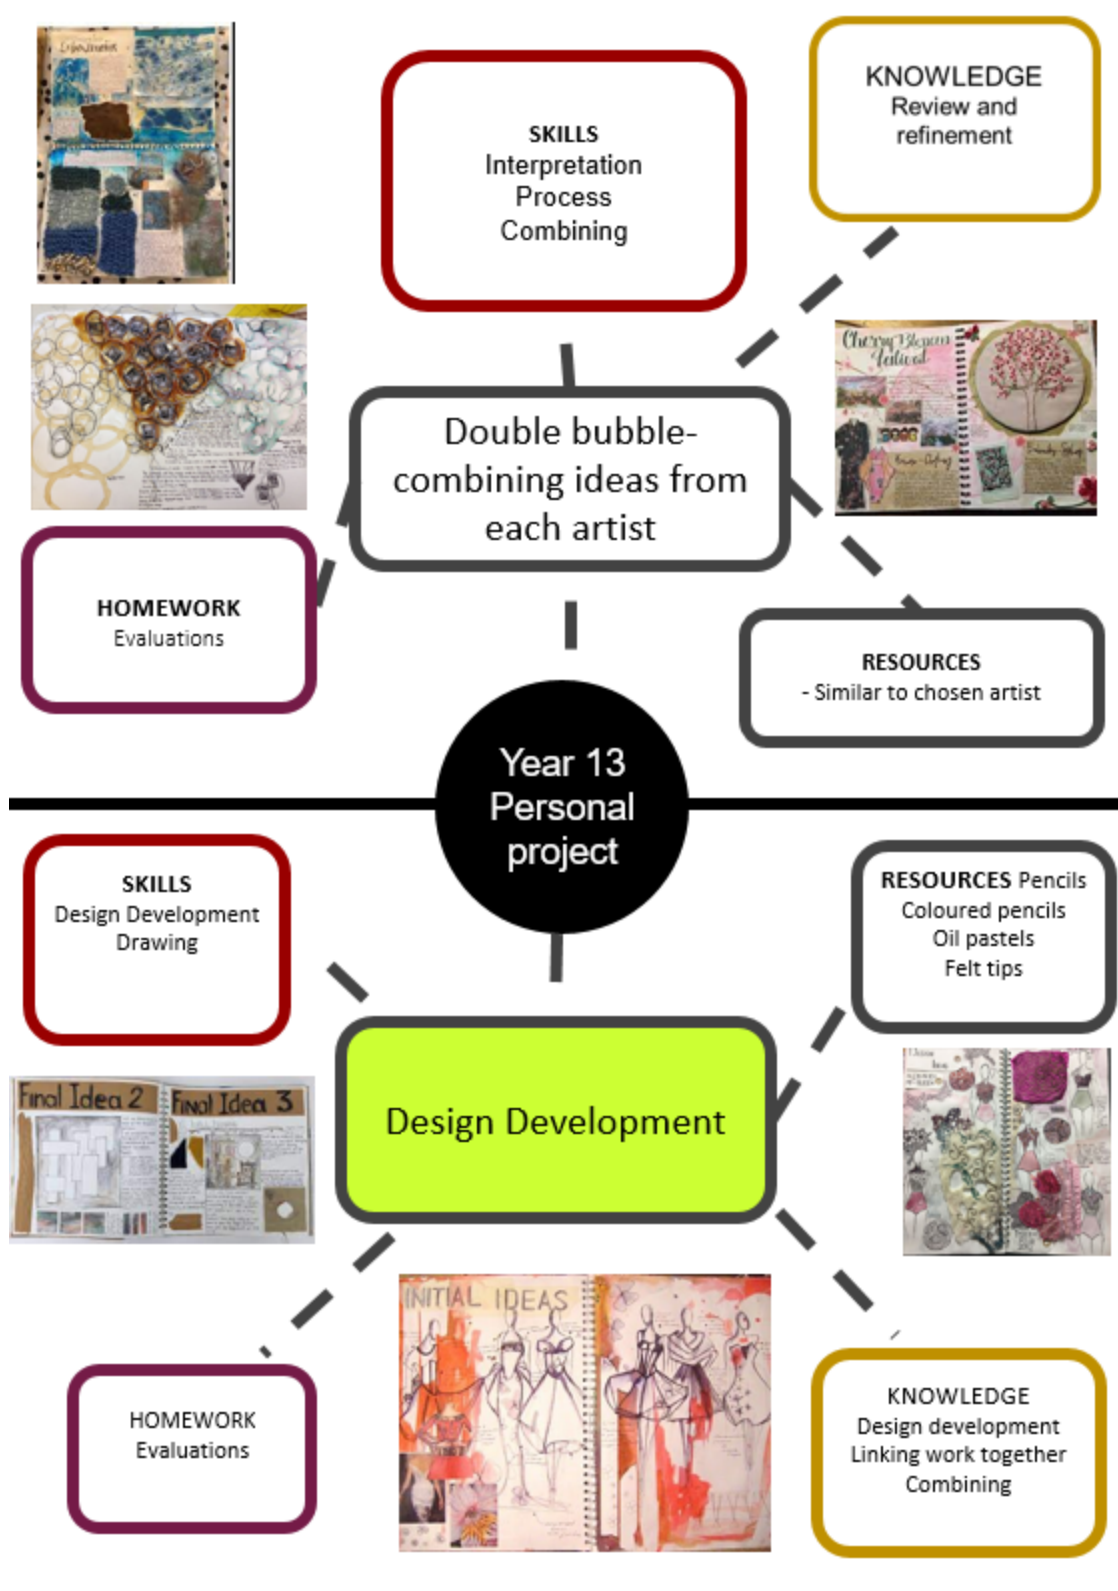 SKILLS
Interpretation
Process
Combining
KNOWLEDGE
Review and
refinement
Cherry Blossom
Festival
Double bubble-
combining ideas from
each artist
HOMEWORK
Evaluations
RESOURCES
- Similar to chosen artist
Year 13
Personal
project
SKILLS
Design Development
Drawing
RESOURCES Pencils
Coloured pencils
Oil pastels
Felt tips
Design Development
Final Idea 2
Final Idea 3
INITIAL IDEAS
HOMEWORK
Evaluations
KNOWLEDGE
Design development
Linking work together
Combining